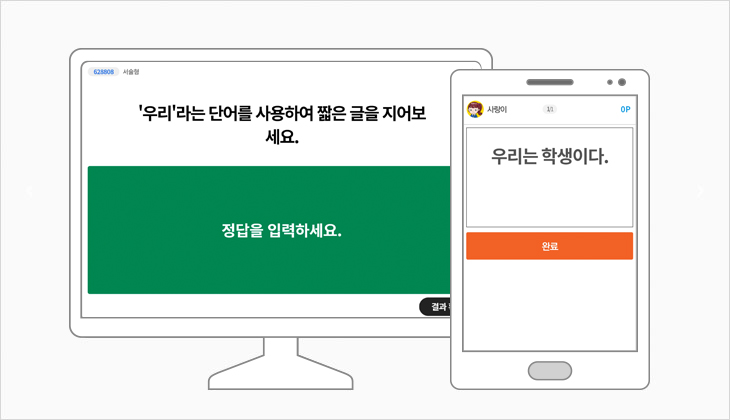 628808 서술형
'우리'라는 단어를 사용하여 짧은 글을 지어보
세요.
정답을 입력하세요.
결과
사랑이 1/1 0P
우리는 학생이다.
완료